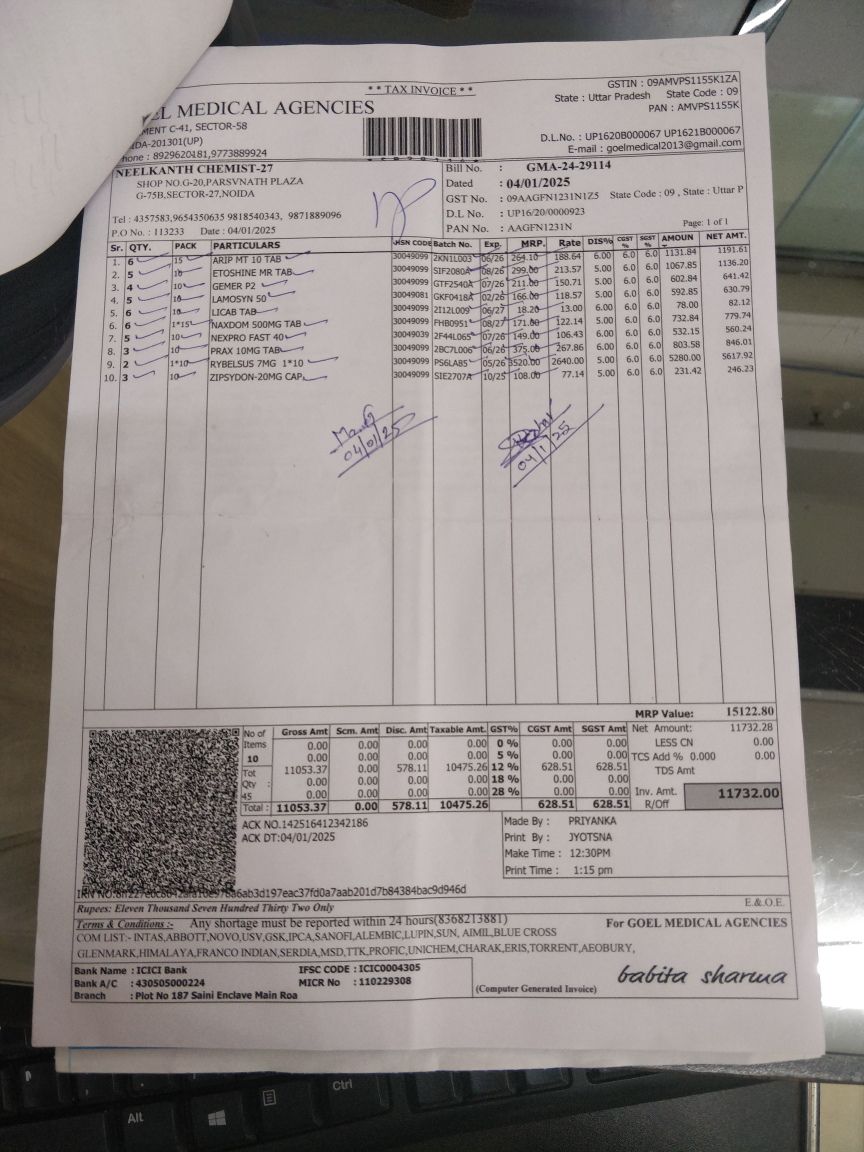 ** TAX INVOICE **
GSTIN : 09AMVPS1155K1ZA
State : Uttar Pradesh State Code : 09
PAN : AMVPS1155K
EL MEDICAL AGENCIES
MENT C-41, SECTOR-58
DA-201301(UP)
hone : 8929620181,9773889924
D.L.No. : UP1620B000067 UP1621B000067
E-mail : goelmedical2013@gmail.com
NEELKANTH CHEMIST-27
SHOP NO.G-20,PARSVNATH PLAZA
G-75B,SECTOR-27,NOIDA
Tel : 4357583,9654350635 9818540343, 9871889096
P.O No. : 113233 Date : 04/01/2025
Bill No. : GMA-24-29114
Dated : 04/01/2025
GST No. : 09AAGFN1231N1Z5 State Code : 09 , State : Uttar P
D.L No. : UP16/20/0000923
PAN No. : AAGFN1231N
Page: 1 of 1
Sr. QTY. PACK PARTICULARS HSN CODE Batch No. Exp. MRP. Rate DIS% CGST % SGST % AMOUN NET AMT.
1. 6 15 ARIP MT 10 TAB 30049099 2KN1L003 06/26 264.10 188.64 6.00 6.0 6.0 1131.84 1191.61
2. 5 10 ETOSHINE MR TAB 30049099 SIF2080A 08/26 299.00 213.57 5.00 6.0 6.0 1067.85 1136.20
3. 4 10 GEMER P2 30049099 GTF2540A 07/26 211.00 150.71 5.00 6.0 6.0 602.84 641.42
4. 5 10 LAMOSYN 50 30049081 GKF0418A 02/26 166.00 118.57 5.00 6.0 6.0 592.85 630.79
5. 6 10 LICAB TAB 30049099 2I12L009 06/27 18.20 13.00 6.00 6.0 6.0 78.00 82.12
6. 6 1*15 NAXDOM 500MG TAB 30049099 FHB0951 08/27 171.00 122.14 5.00 6.0 6.0 732.84 779.74
7. 5 10 NEXPRO FAST 40 30049039 2F44L065 07/26 149.00 106.43 6.00 6.0 6.0 532.15 560.24
8. 3 10 PRAX 10MG TAB 30049099 2BC7L006 06/26 375.00 267.86 6.00 6.0 6.0 803.58 846.01
9. 2 1*10 RYBELSUS 7MG 1*10 30049099 PS6LA85 05/26 3520.00 2640.00 5.00 6.0 6.0 5280.00 5617.92
10. 3 10 ZIPSYDON-20MG CAP 30049099 SIE2707A 10/25 108.00 77.14 5.00 6.0 6.0 231.42 246.23
04/01/25
04/1/25
MRP Value: 15122.80
No of Items 10
Tot Qty : 45
Gross Amt Scm. Amt Disc. Amt Taxable Amt. GST% CGST Amt SGST Amt
0.00 0.00 0.00 0.00 0 % 0.00 0.00
0.00 0.00 0.00 0.00 5 % 0.00 0.00
11053.37 0.00 578.11 10475.26 12 % 628.51 628.51
0.00 0.00 0.00 0.00 18 % 0.00 0.00
0.00 0.00 0.00 0.00 28 % 0.00 0.00
Total : 11053.37 0.00 578.11 10475.26 628.51 628.51
Net Amount: 11732.28
LESS CN 0.00
TCS Add % 0.000 0.00
TDS Amt
Inv. Amt. 11732.00
R/Off
ACK NO.142516412342186
ACK DT:04/01/2025
Made By : PRIYANKA
Print By : JYOTSNA
Make Time : 12:30PM
Print Time : 1:15 pm
E.&.O.E.
Rupees: Eleven Thousand Seven Hundred Thirty Two Only
Terms & Conditions :- Any shortage must be reported within 24 hours(8368213881)
COM LIST:- INTAS,ABBOTT,NOVO,USV,GSK,IPCA,SANOFI,ALEMBIC,LUPIN,SUN, AIMIL,BLUE CROSS
GLENMARK,HIMALAYA,FRANCO INDIAN,SERDIA,MSD,TTK,PROFIC,UNICHEM,CHARAK,ERIS,TORRENT,AEOBURY,
For GOEL MEDICAL AGENCIES
Bank Name : ICICI Bank IFSC CODE : ICIC0004305
Bank A/C : 430505000224 MICR No : 110229308
Branch : Plot No 187 Saini Enclave Main Roa
(Computer Generated Invoice)
babita sharma
Ctrl
Alt